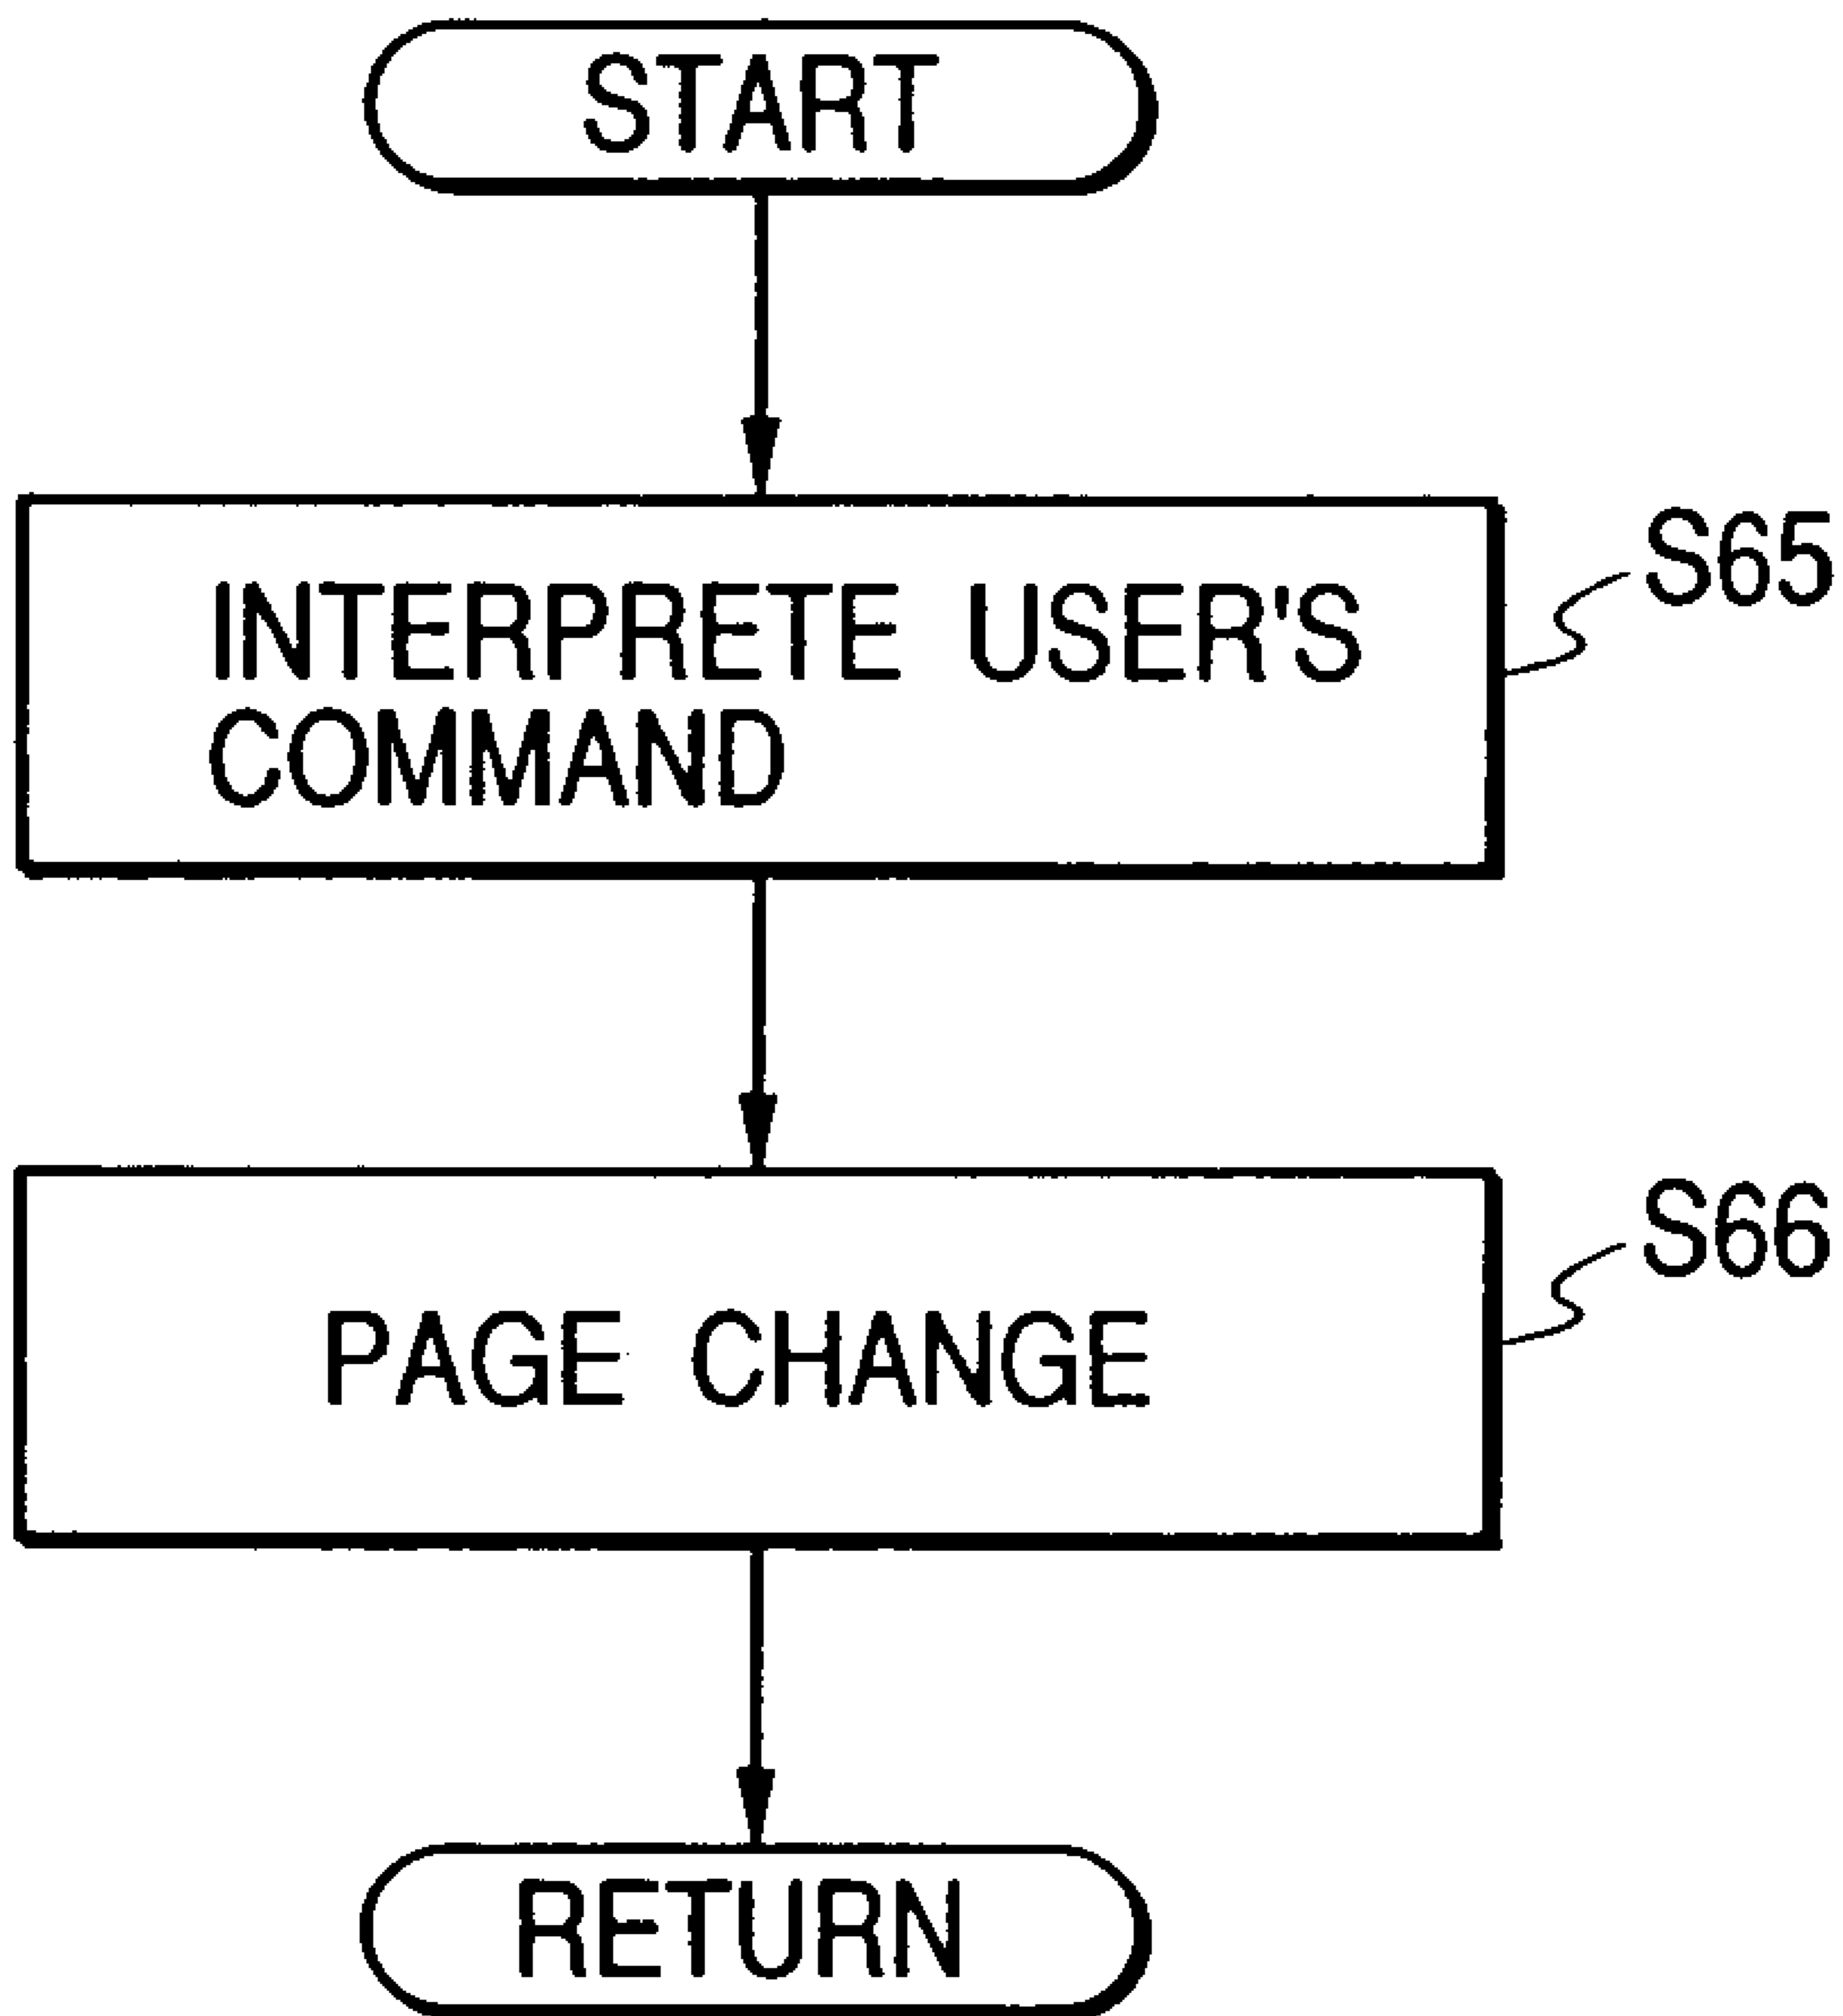 START
INTERPRETE USER'S
COMMAND
S65
PAGE CHANGE
S66
RETURN